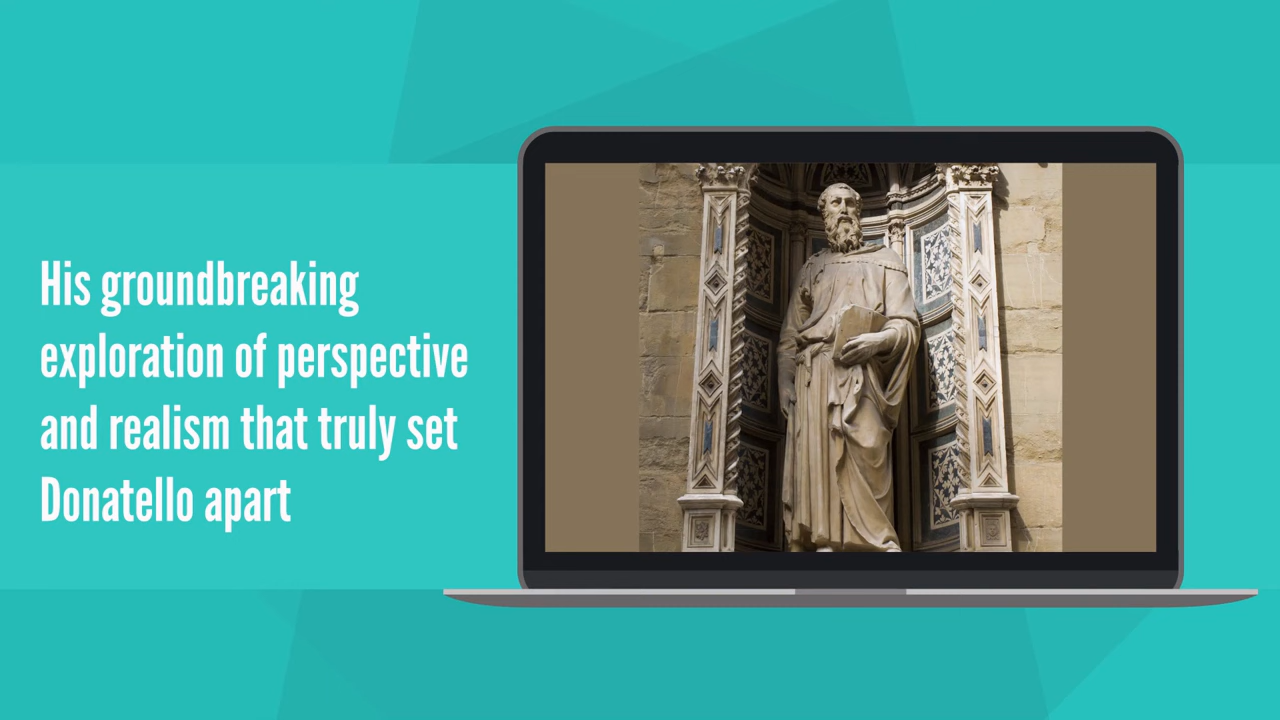 His groundbreaking
exploration of perspective
and realism that truly set
Donatello apart